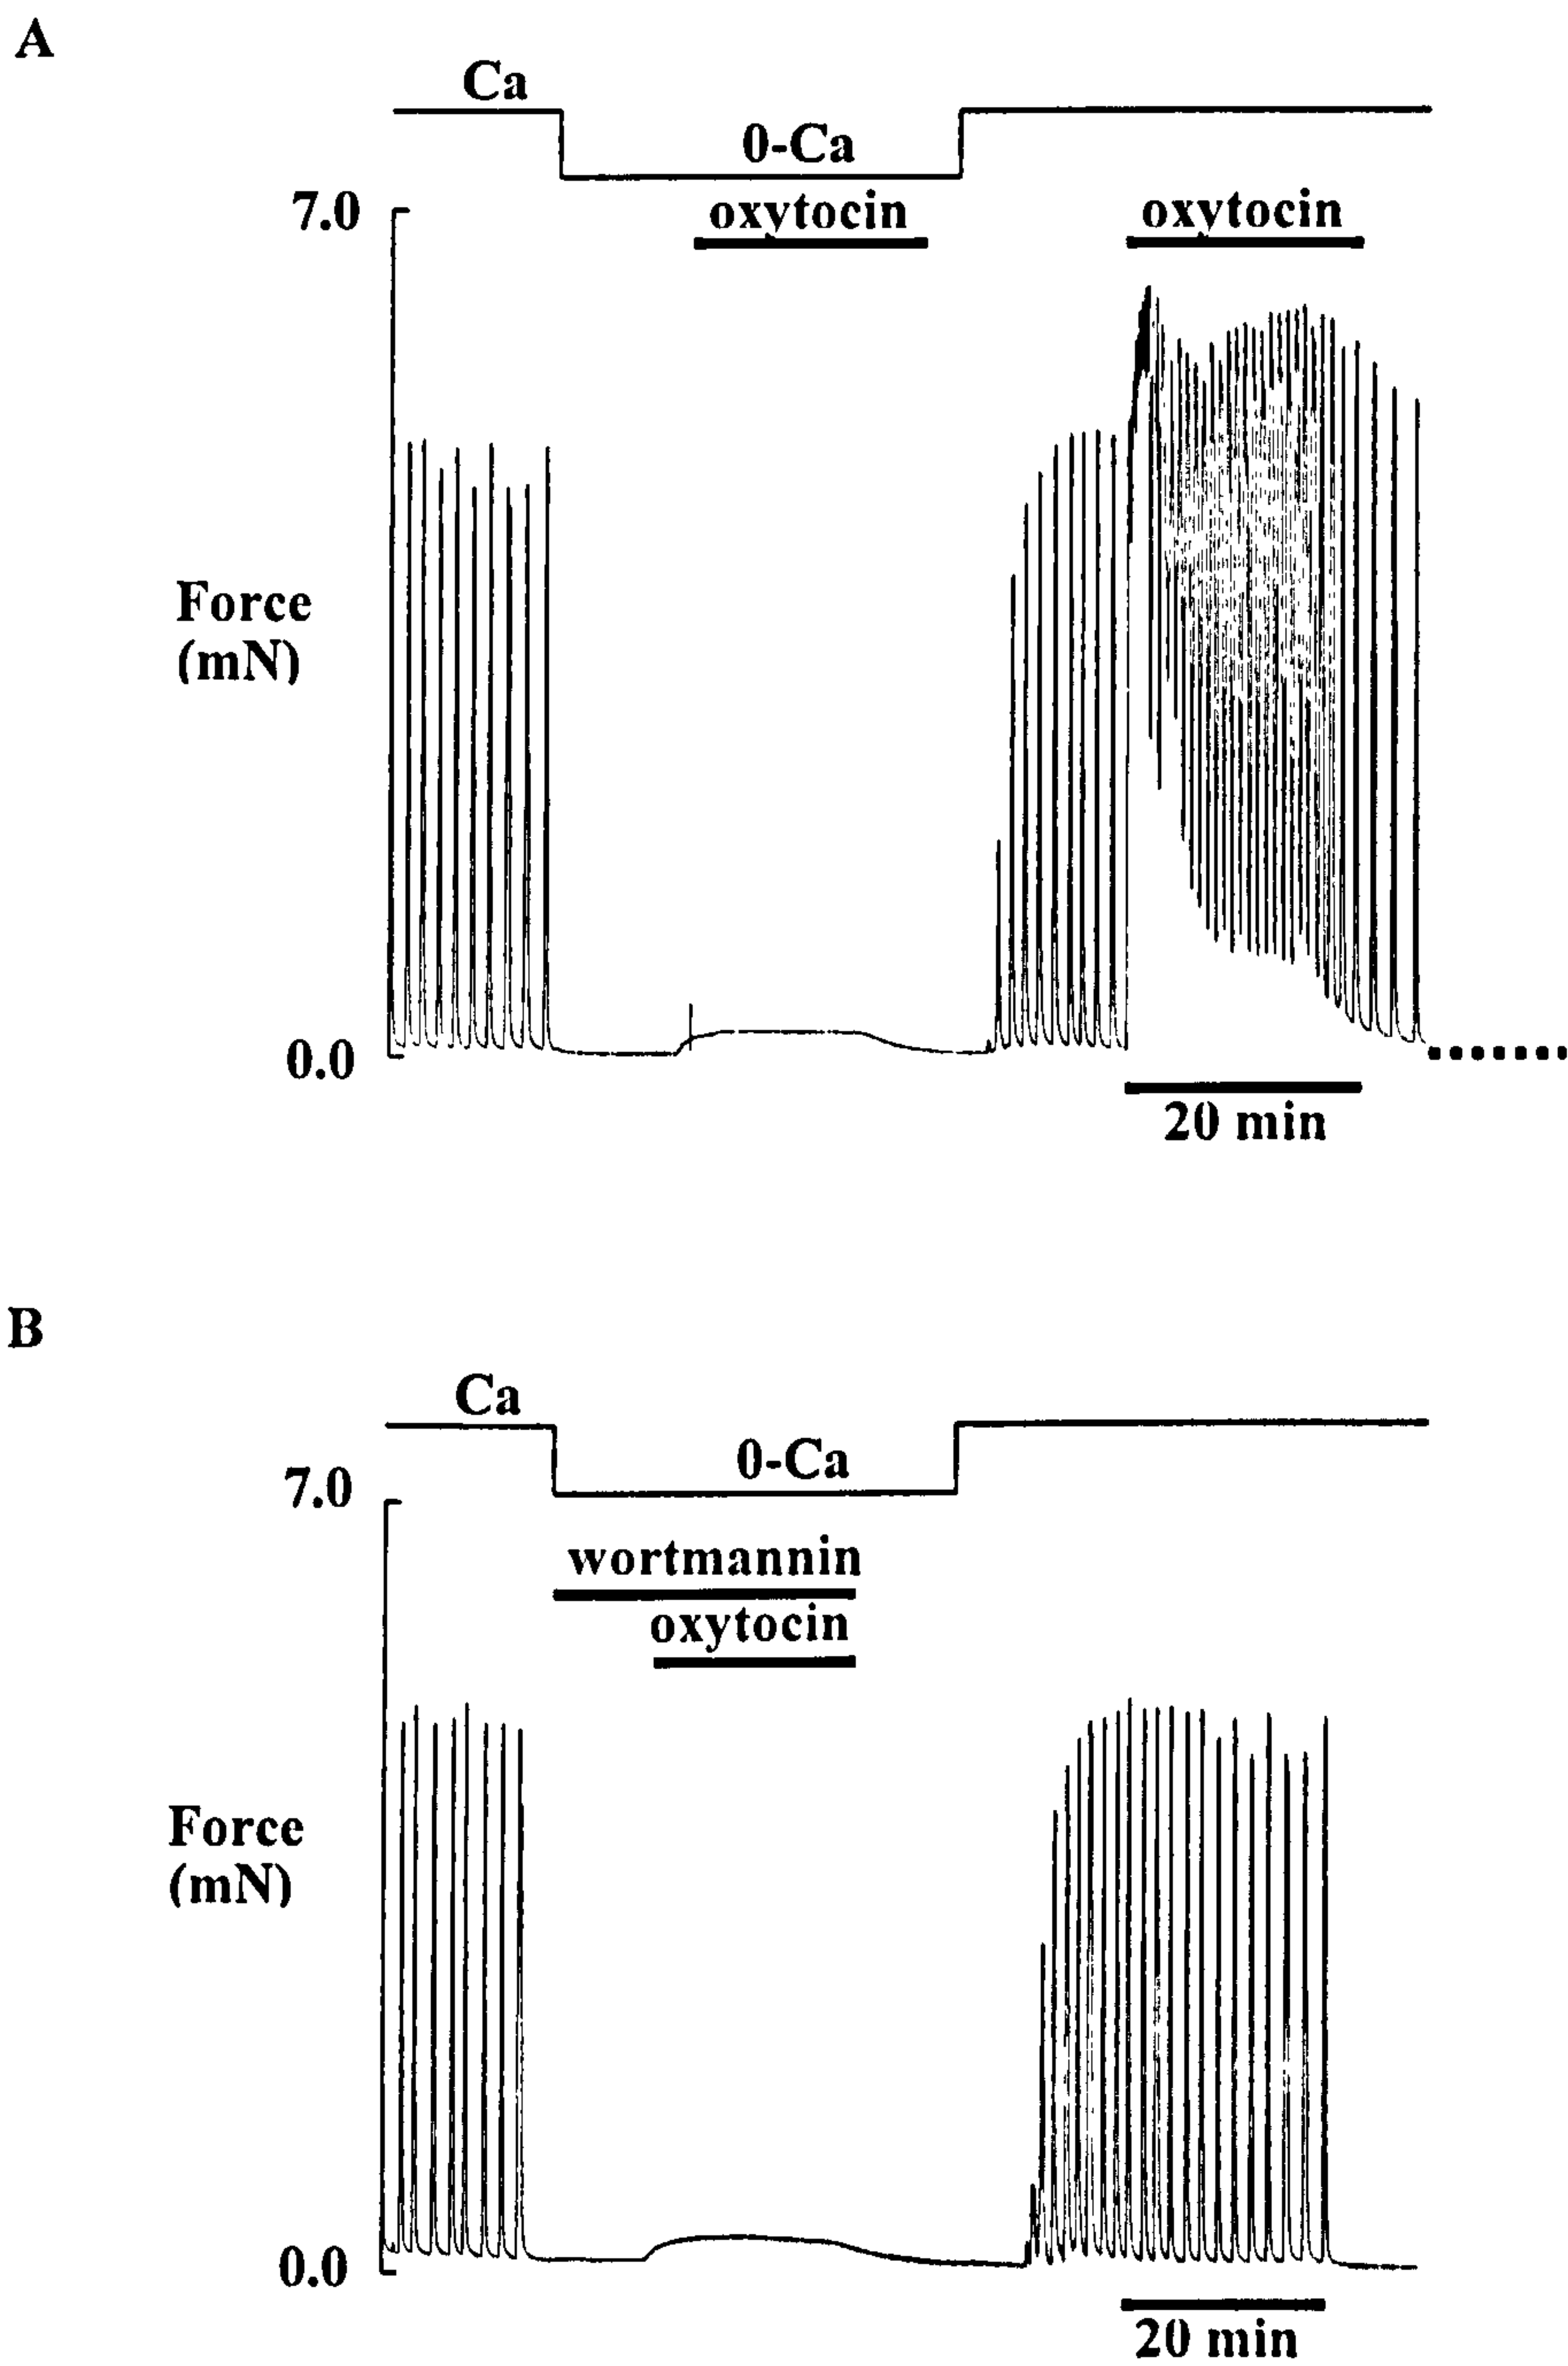 A
Ca
0-Ca
7.0
oxytocin
oxytocin
Force
(mN)
0.0
20 min
B
Ca
0-Ca
7.0
wortmannin
oxytocin
Force
(mN)
0.0
20 min